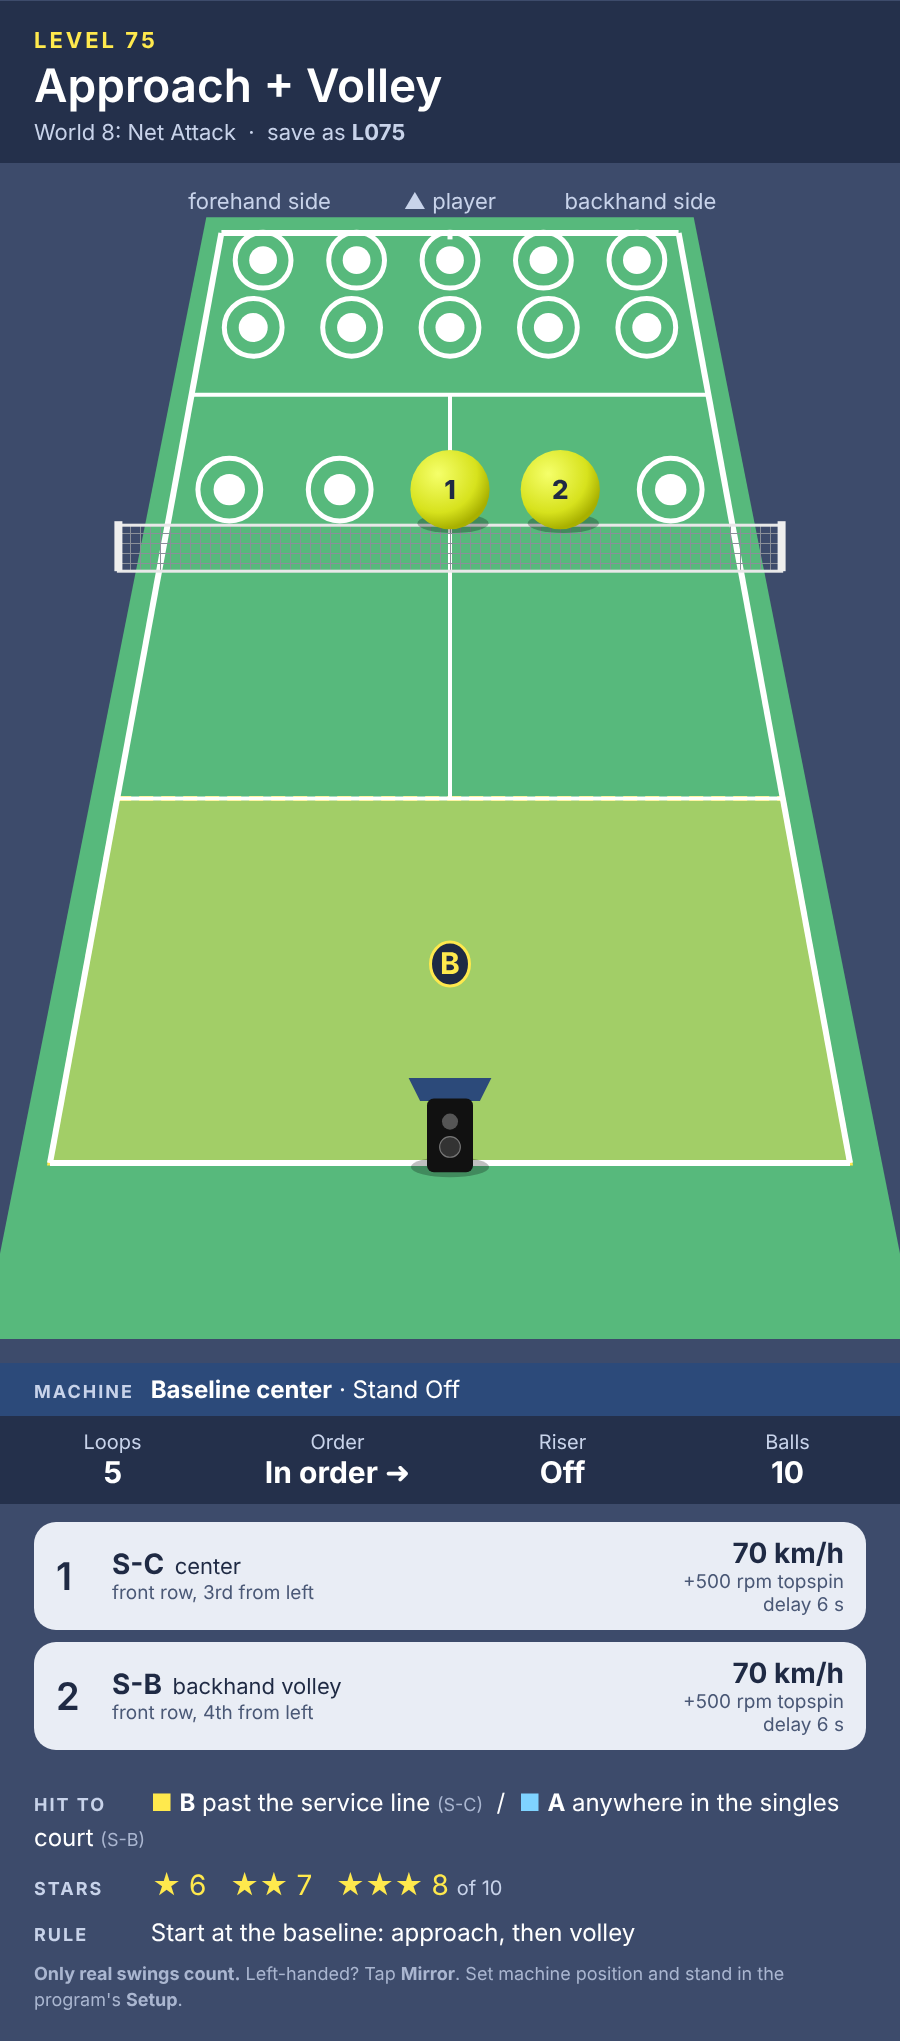 LEVEL 75
Approach + Volley
World 8: Net Attack · save as L075
forehand side ▲ player backhand side
1 2
B
MACHINE Baseline center · Stand Off
Loops Order Riser Balls
5 In order ➜ Off 10
1 S-C center 70 km/h
front row, 3rd from left +500 rpm topspin
delay 6 s
2 S-B backhand volley 70 km/h
front row, 4th from left +500 rpm topspin
delay 6 s
HIT TO B past the service line (S-C) / A anywhere in the singles
court (S-B)
STARS ★ 6 ★★ 7 ★★★ 8 of 10
RULE Start at the baseline: approach, then volley
Only real swings count. Left-handed? Tap Mirror. Set machine position and stand in the
program's Setup.